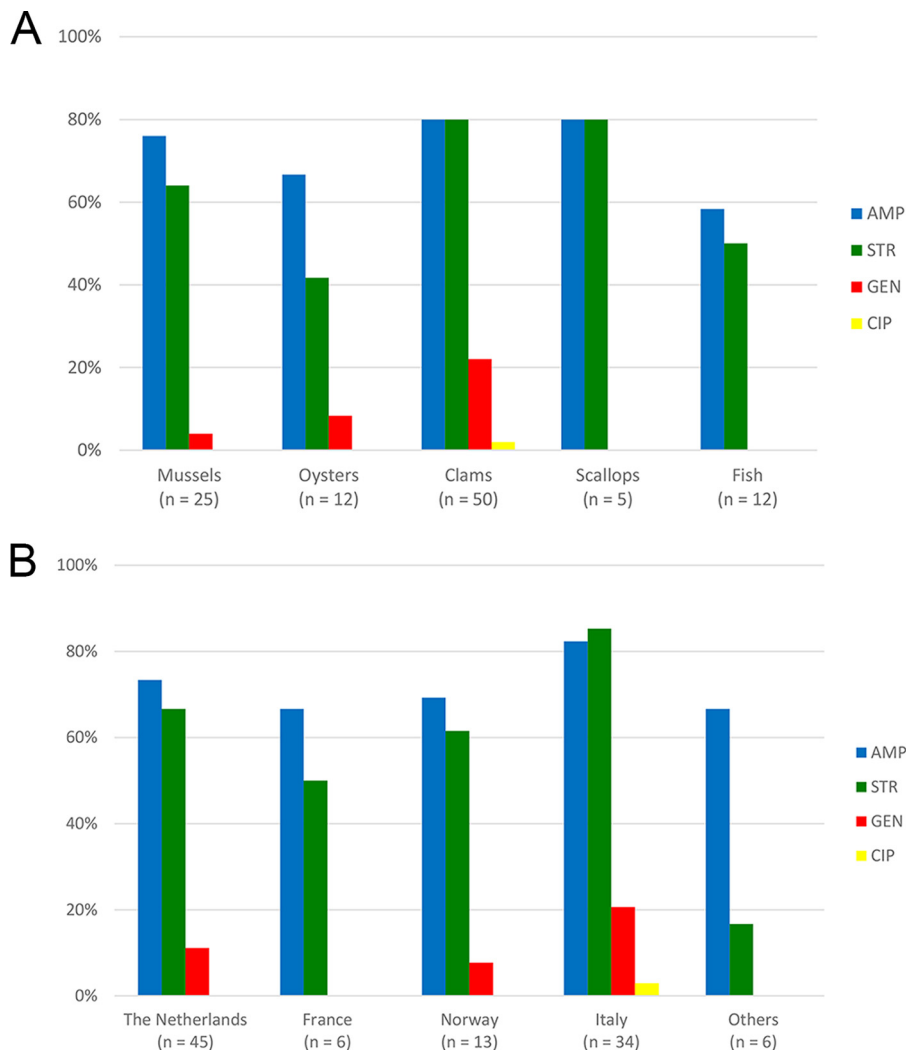 A
100%
80%
60%
40%
20%
0%
Mussels
(n = 25)
Oysters
(n = 12)
Clams
(n = 50)
Scallops
(n = 5)
Fish
(n = 12)
AMP
STR
GEN
CIP
B
100%
80%
60%
40%
20%
0%
The Netherlands
(n = 45)
France
(n = 6)
Norway
(n = 13)
Italy
(n = 34)
Others
(n = 6)
AMP
STR
GEN
CIP